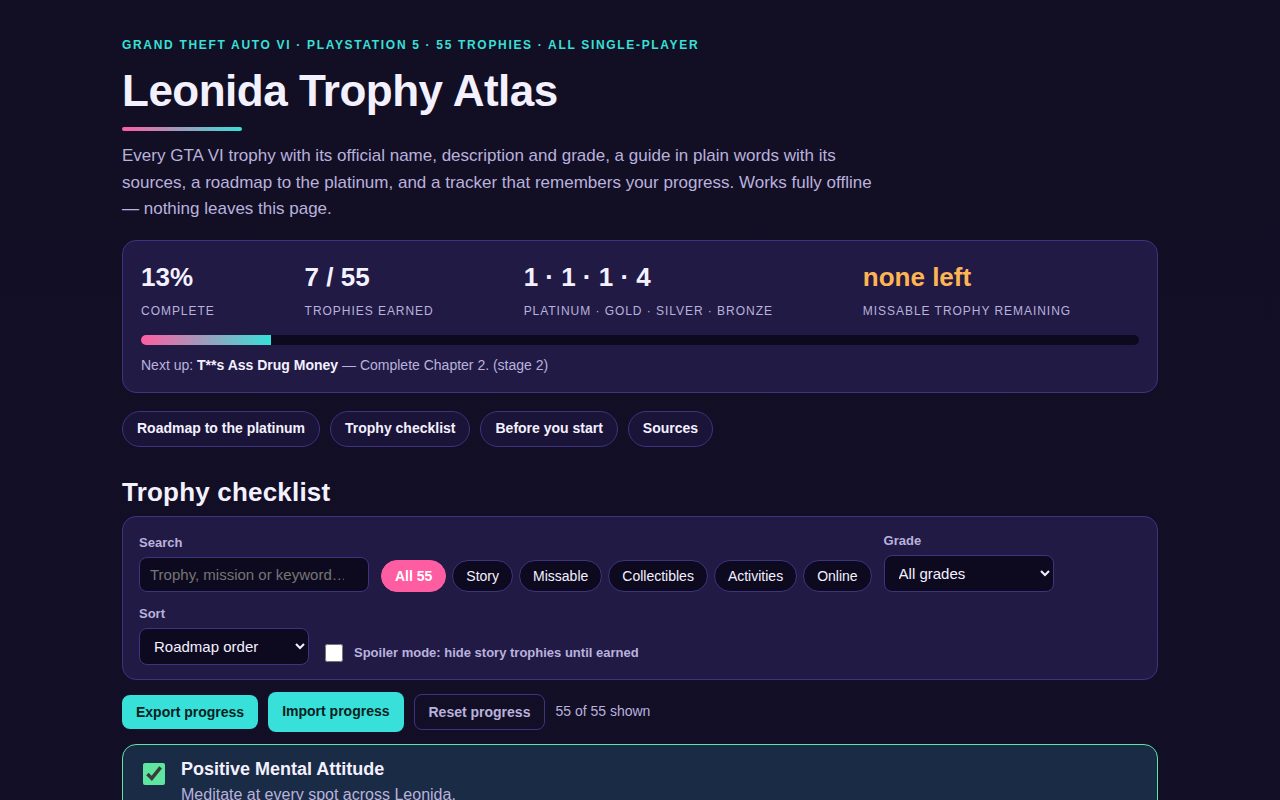 GRAND THEFT AUTO VI · PLAYSTATION 5 · 55 TROPHIES · ALL SINGLE-PLAYER
Leonida Trophy Atlas
Every GTA VI trophy with its official name, description and grade, a guide in plain words with its
sources, a roadmap to the platinum, and a tracker that remembers your progress. Works fully offline
— nothing leaves this page.
13%
COMPLETE
7 / 55
TROPHIES EARNED
1 · 1 · 1 · 4
PLATINUM · GOLD · SILVER · BRONZE
none left
MISSABLE TROPHY REMAINING
Next up: T**s Ass Drug Money — Complete Chapter 2. (stage 2)
Roadmap to the platinum
Trophy checklist
Before you start
Sources
Trophy checklist
Search
Trophy, mission or keyword…
All 55
Story
Missable
Collectibles
Activities
Online
Grade
All grades
Sort
Roadmap order
Spoiler mode: hide story trophies until earned
Export progress
Import progress
Reset progress
55 of 55 shown
Positive Mental Attitude
Meditate at every spot across Leonida.